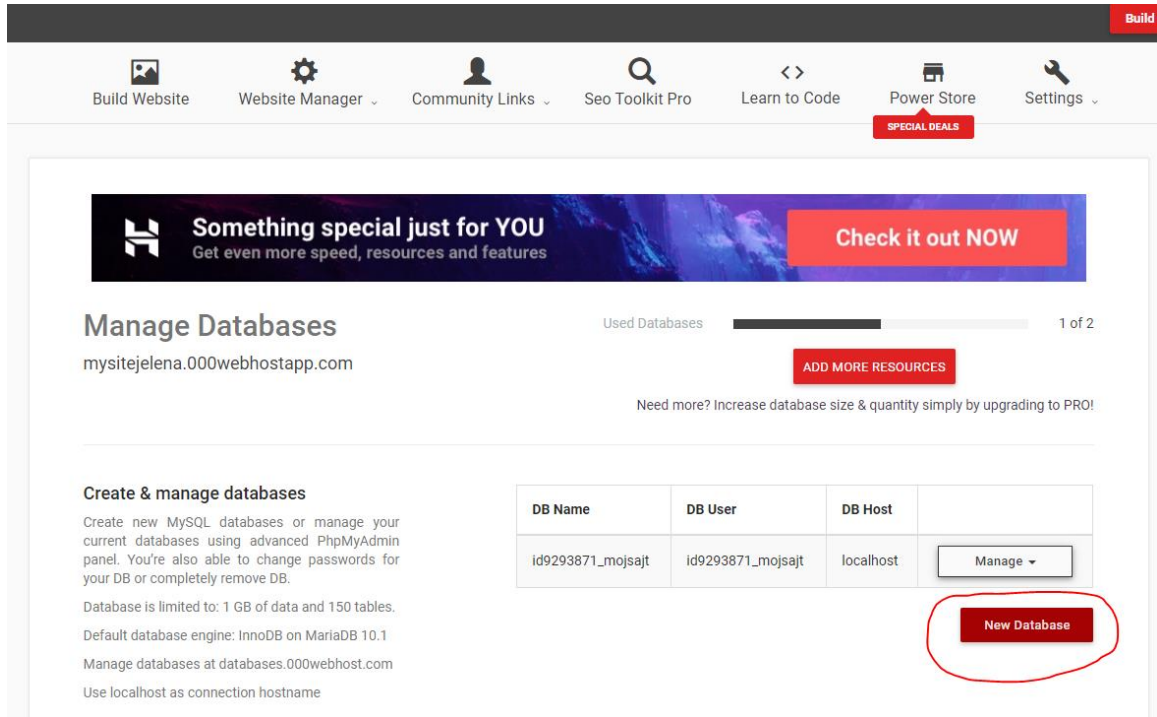 Build
Build Website
Website Manager
Community Links
Seo Toolkit Pro
Learn to Code
Power Store
Settings
SPECIAL DEALS
Something special just for YOU
Get even more speed, resources and features
Check it out NOW
Manage Databases
mysitejelena.000webhostapp.com
Used Databases
1 of 2
ADD MORE RESOURCES
Need more? Increase database size & quantity simply by upgrading to PRO!
Create & manage databases
Create new MySQL databases or manage your
current databases using advanced PhpMyAdmin
panel. You're also able to change passwords for
your DB or completely remove DB.
Database is limited to: 1 GB of data and 150 tables.
Default database engine: InnoDB on MariaDB 10.1
Manage databases at databases.000webhost.com
Use localhost as connection hostname
DB Name DB User DB Host
id9293871_mojsajt id9293871_mojsajt localhost Manage
New Database